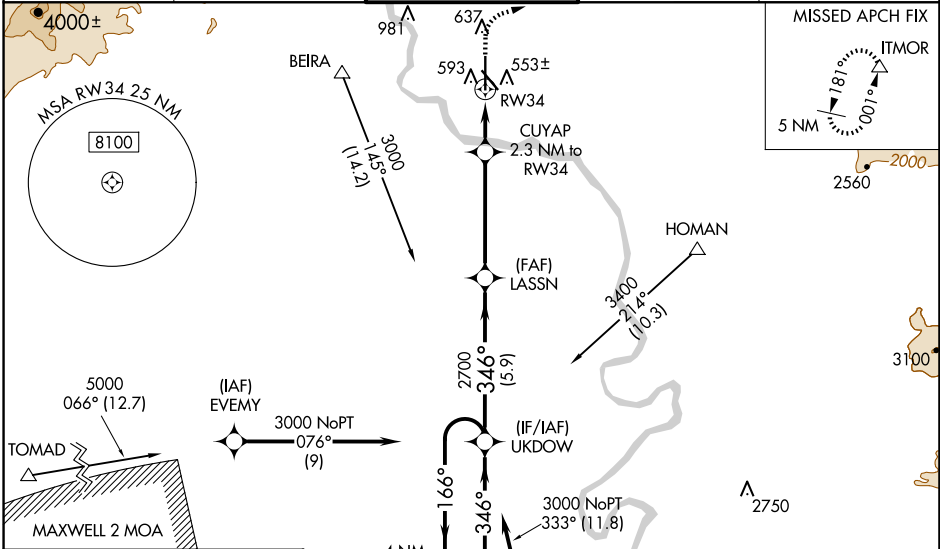 4000±
981
637
MISSED APCH FIX
ITMOR
181°
001°
5 NM
BEIRA
593
553±
RW34
MSA RW34 25 NM
8100
3000
145°
(14.2)
CUYAP
2.3 NM to
RW34
2000
2560
HOMAN
(FAF)
LASSN
3400
214°
(10.3)
2700
346°
(5.9)
3100
5000
066° (12.7)
(IAF)
EVEMY
3000 NoPT
076°
(9)
(IF/IAF)
UKDOW
TOMAD
166°
346°
3000 NoPT
333° (11.8)
2750
MAXWELL 2 MOA